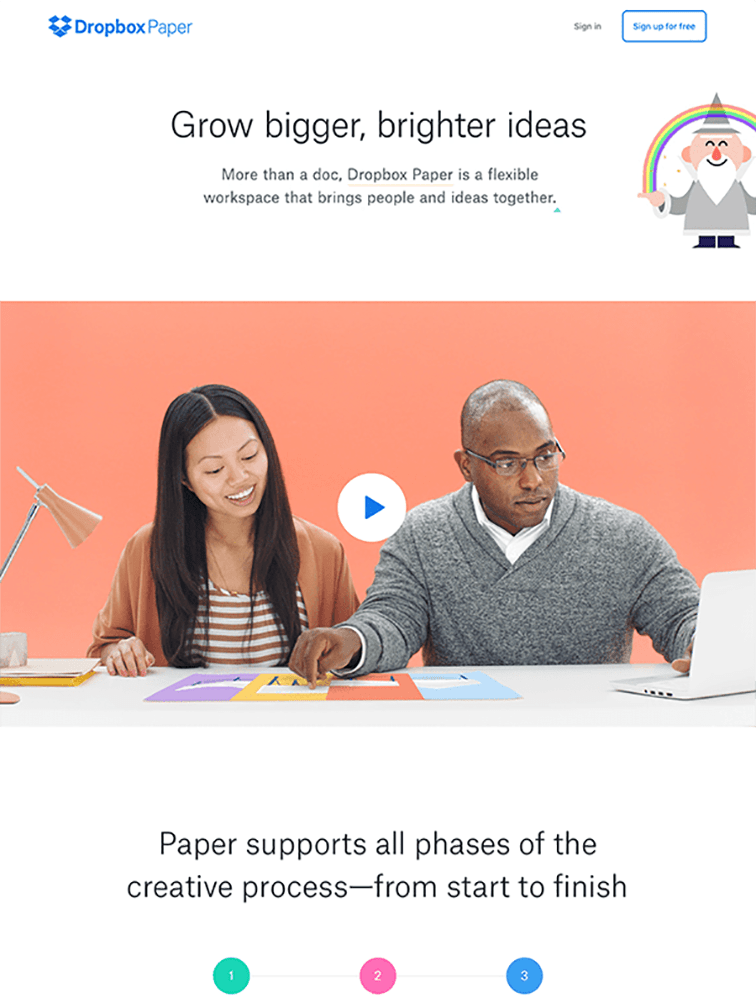 Dropbox Paper
Sign in
Sign up for free
Grow bigger, brighter ideas
More than a doc, Dropbox Paper is a flexible
workspace that brings people and ideas together.
Paper supports all phases of the
creative process—from start to finish
1 2 3